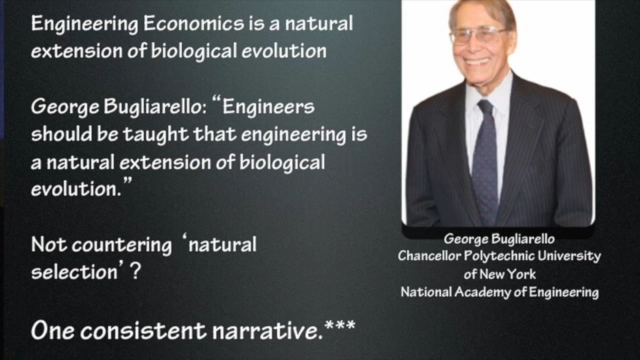 Engineering Economics is a natural
extension of biological evolution
George Bugliarello: “Engineers
should be taught that engineering is
a natural extension of biological
evolution.”
Not countering ‘natural
selection’ ?
One consistent narrative.***
George Bugliarello
Chancellor Polytechnic University
of New York
National Academy of Engineering